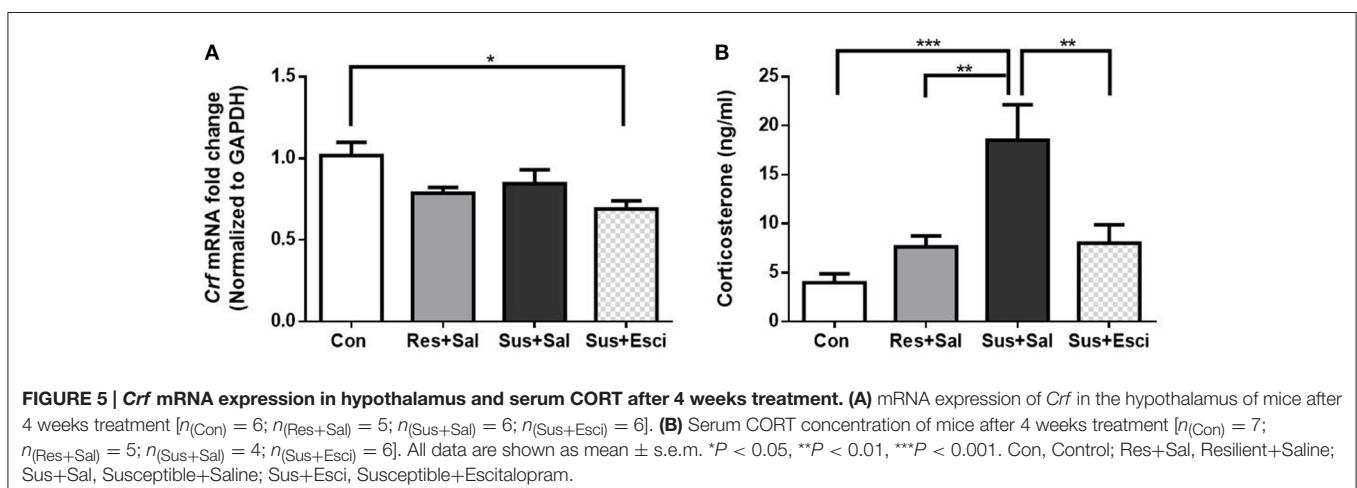 A
B
*
***
**
**
Crf mRNA fold change
(Normalized to GAPDH)
1.5
1.0
0.5
0.0
Con
Res+Sal
Sus+Sal
Sus+Esci
Corticosterone (ng/ml)
25
20
15
10
5
0
Con
Res+Sal
Sus+Sal
Sus+Esci
FIGURE 5 | Crf mRNA expression in hypothalamus and serum CORT after 4 weeks treatment. (A) mRNA expression of Crf in the hypothalamus of mice after
4 weeks treatment [n(Con) = 6; n(Res+Sal) = 5; n(Sus+Sal) = 6; n(Sus+Esci) = 6]. (B) Serum CORT concentration of mice after 4 weeks treatment [n(Con) = 7;
n(Res+Sal) = 5; n(Sus+Sal) = 4; n(Sus+Esci) = 6]. All data are shown as mean ± s.e.m. *P < 0.05, **P < 0.01, ***P < 0.001. Con, Control; Res+Sal, Resilient+Saline;
Sus+Sal, Susceptible+Saline; Sus+Esci, Susceptible+Escitalopram.